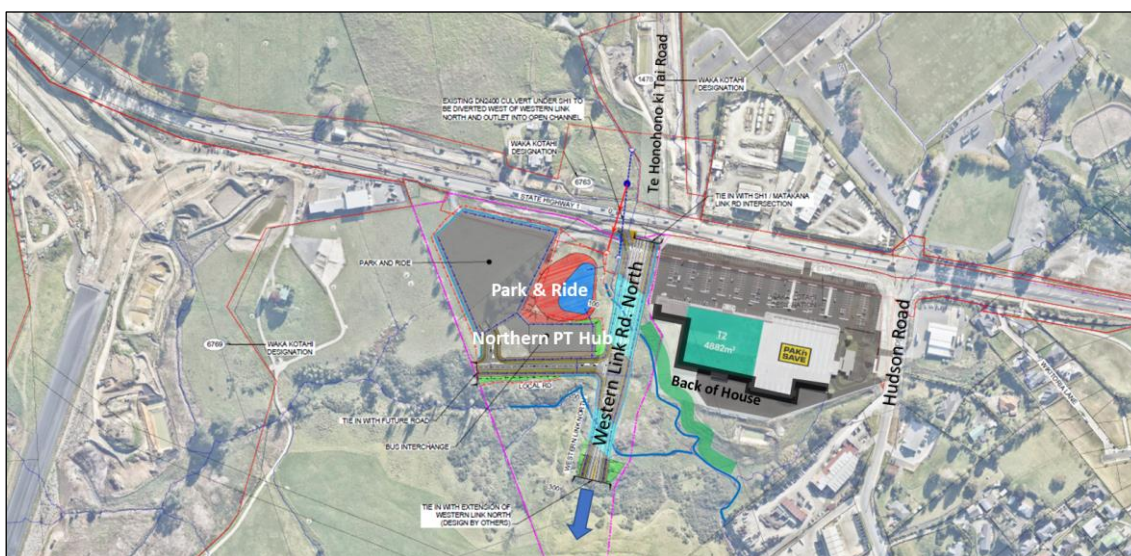 Te Honohono ki Tai Road
1478
WAKA KOTAHI
DESIGNATION
EXISTING DN2400 CULVERT UNDER SH1 TO
BE DIVERTED WEST OF WESTERN LINK
NORTH AND OUTLET INTO OPEN CHANNEL
WAKA KOTAHI
DESIGNATION
6763
STATE HIGHWAY 1
TIE IN WITH SH1 / MATAKANA
LINK RD INTERSECTION
PARK AND RIDE
Park & Ride
Northern PT Hub
Western Link Rd. North
T2
4882m²
PAK'n
SAVE
Back of House
Hudson Road
6769
WAKA KOTAHI
DESIGNATION
LOCAL RD
TIE IN WITH FUTURE ROAD
BUS INTERCHANGE
WESTERN LINK NORTH
TIE IN WITH EXTENSION OF
WESTERN LINK NORTH
(DESIGN BY OTHERS)